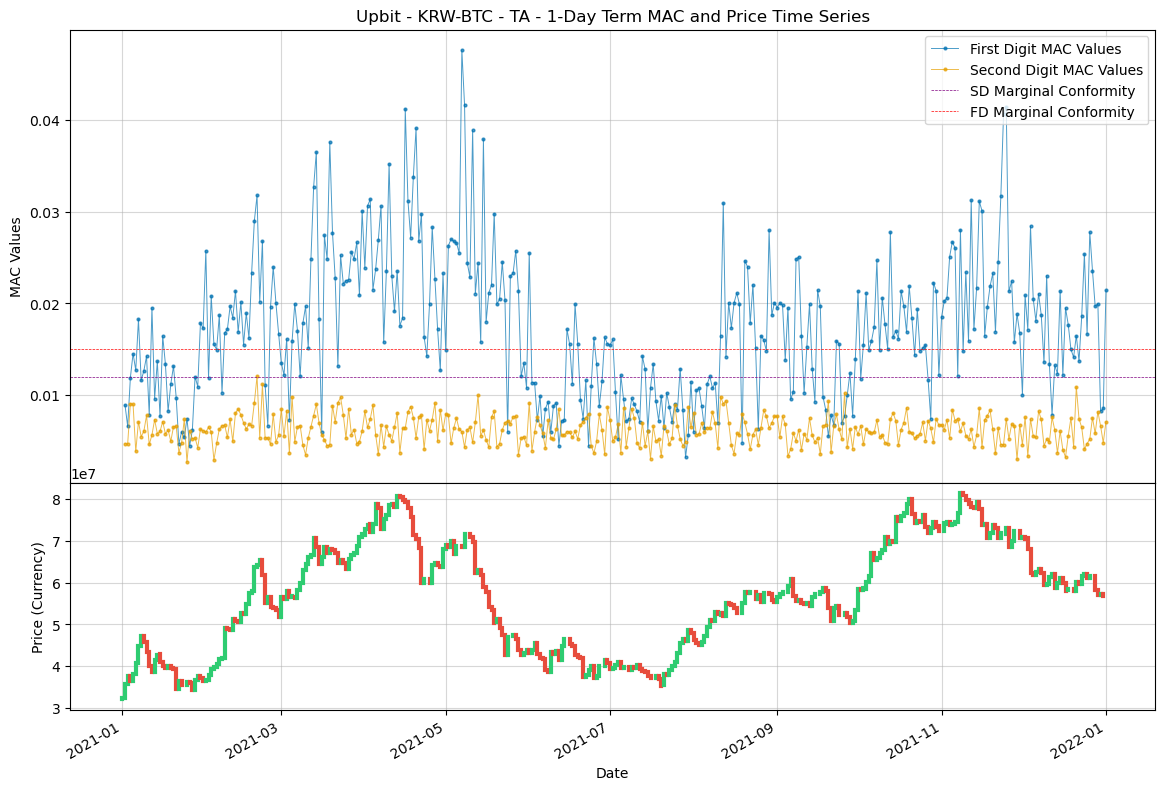 Upbit - KRW-BTC - TA - 1-Day Term MAC and Price Time Series
First Digit MAC Values
Second Digit MAC Values
SD Marginal Conformity
FD Marginal Conformity
MAC Values
0.04
0.03
0.02
0.01
1e7
Price (Currency)
8
7
6
5
4
3
2021-01
2021-03
2021-05
2021-07
2021-09
2021-11
2022-01
Date